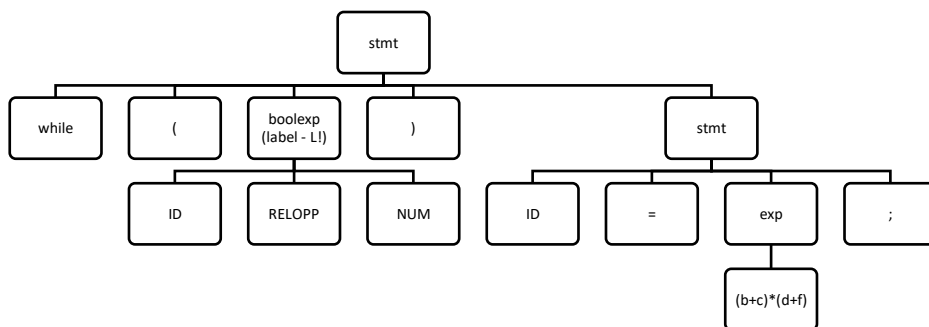 stmt
while
(
boolexp
(label - L!)
)
stmt
ID
RELOPP
NUM
ID
=
exp
;
(b+c)*(d+f)